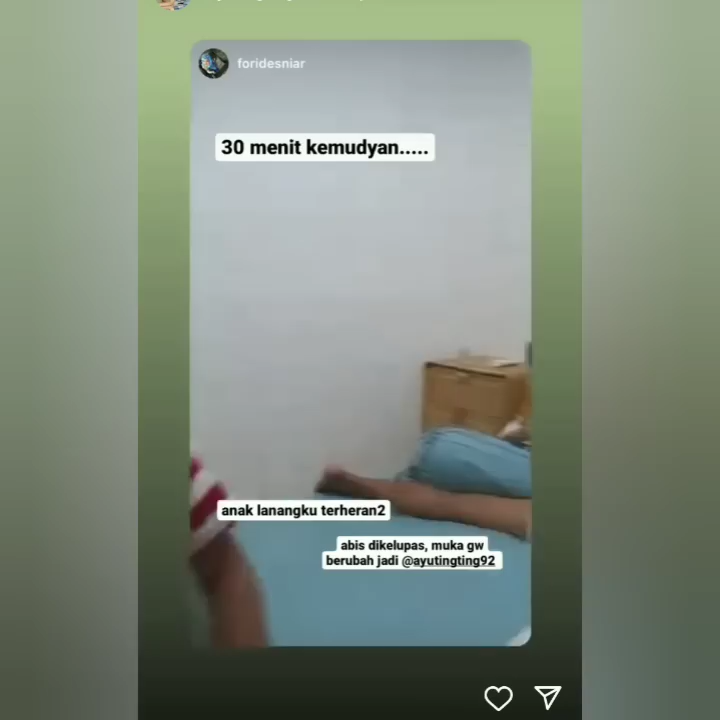 foridesniar
30 menit kemudyan.....
anak lanangku terheran2
abis dikelupas, muka gw
berubah jadi @ayutingting92